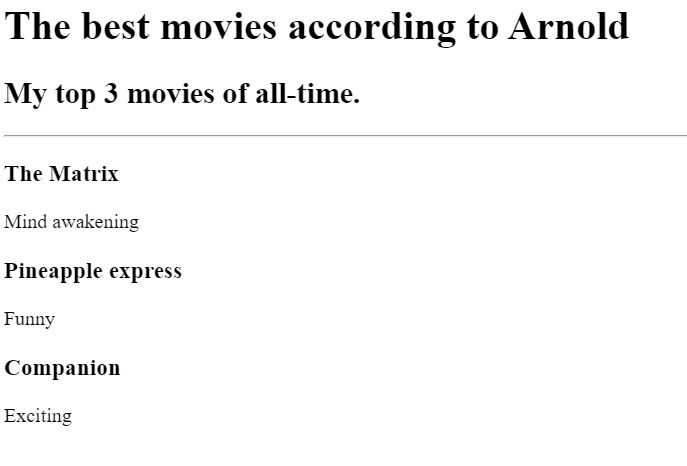 The best movies according to Arnold
My top 3 movies of all-time.
The Matrix
Mind awakening
Pineapple express
Funny
Companion
Exciting